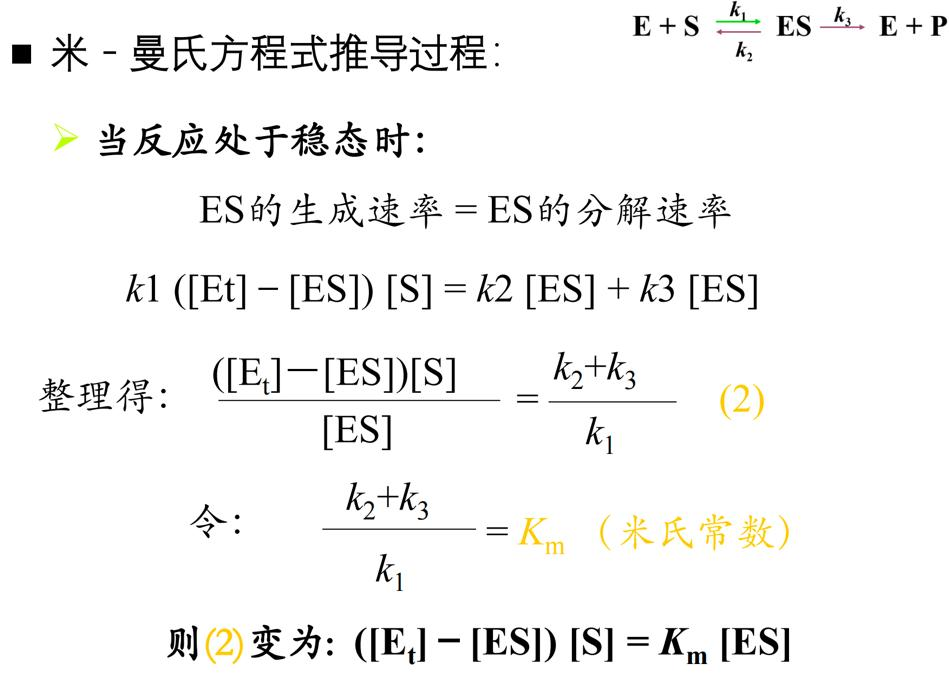 E + S k₁ k₂ ES k₃ E + P
■ 米－曼氏方程式推导过程：
➢ 当反应处于稳态时：
ES的生成速率 = ES的分解速率
k1 ([Et] − [ES]) [S] = k2 [ES] + k3 [ES]
整理得： ([Eₜ]－[ES])[S] / [ES] = k₂+k₃ / k₁ (2)
令： k₂+k₃ / k₁ = Kₘ （米氏常数）
则(2)变为: ([Eₜ] − [ES]) [S] = Kₘ [ES]